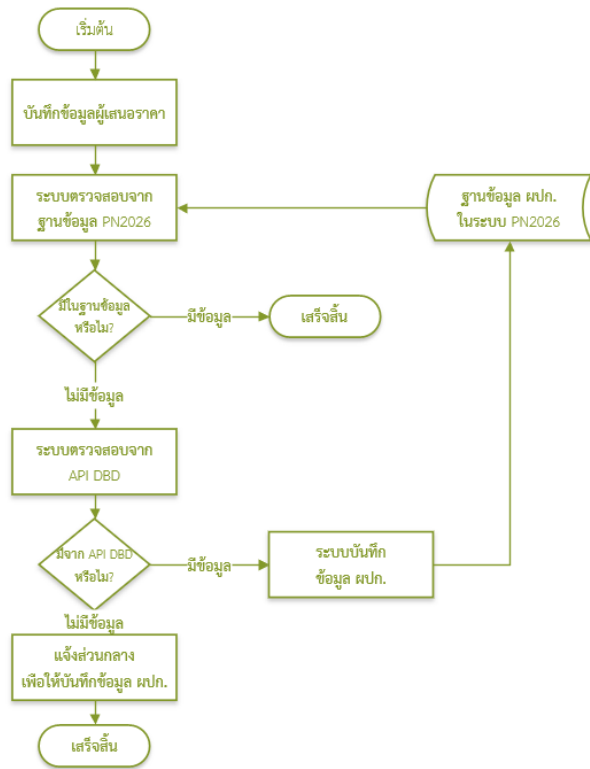 เริ่มต้น
บันทึกข้อมูลผู้เสนอราคา
ระบบตรวจสอบจาก
ฐานข้อมูล PN2026
ฐานข้อมูล ผปก.
ในระบบ PN2026
มีในฐานข้อมูล
หรือไม่?
มีข้อมูล
เสร็จสิ้น
ไม่มีข้อมูล
ระบบตรวจสอบจาก
API DBD
มีจาก API DBD
หรือไม่?
มีข้อมูล
ระบบบันทึก
ข้อมูล ผปก.
ไม่มีข้อมูล
แจ้งส่วนกลาง
เพื่อให้บันทึกข้อมูล ผปก.
เสร็จสิ้น